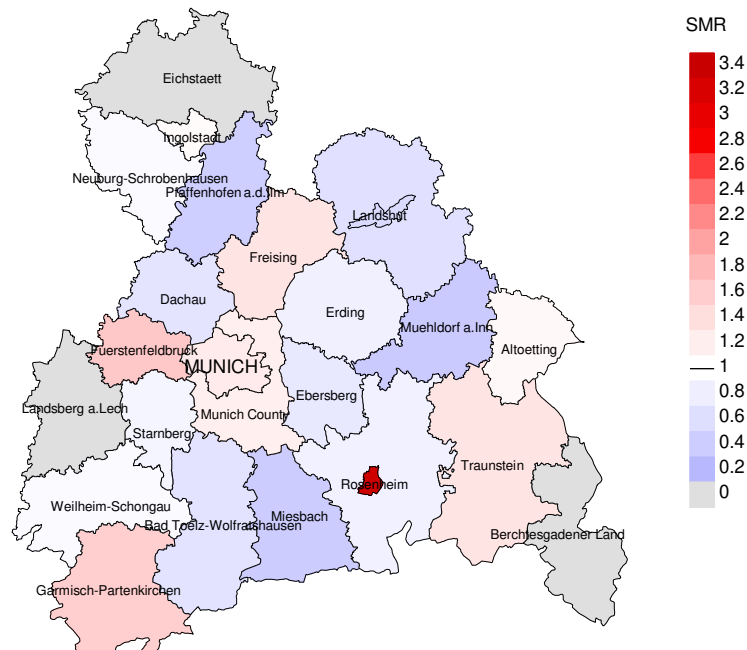 SMR
3.4
3.2
3
2.8
2.6
2.4
2.2
2
1.8
1.6
1.4
1.2
1
0.8
0.6
0.4
0.2
0
Eichstaett
Ingolstadt
Neuburg-Schrobenhausen
Pfaffenhofen a.d.Ilm
Landshut
Freising
Dachau
Erding
Muehldorf a.Inn
Fuerstenfeldbruck
Altoetting
MUNICH
Ebersberg
Landsberg a.Lech
Munich County
Starnberg
Traunstein
Rosenheim
Weilheim-Schongau
Miesbach
Bad Toelz-Wolfratshausen
Berchtesgadener Land
Garmisch-Partenkirchen